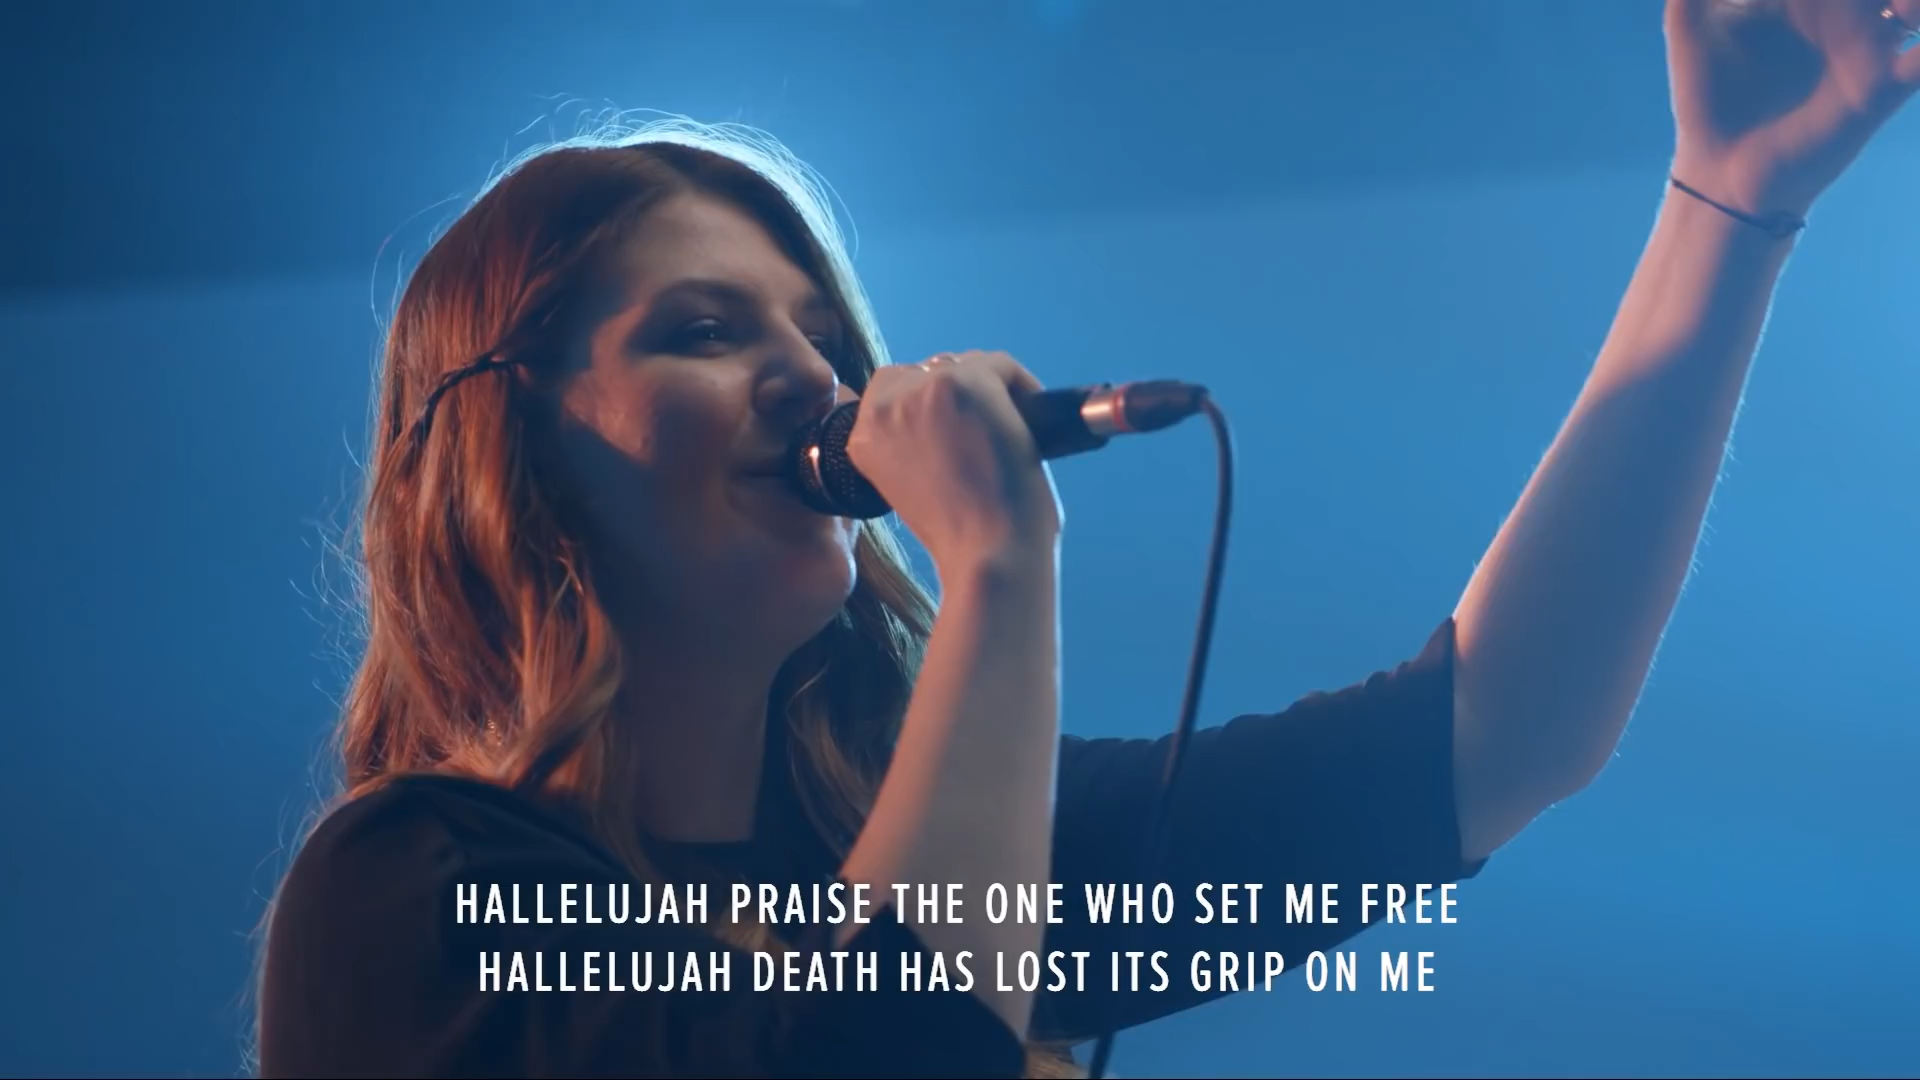 HALLELUJAH PRAISE THE ONE WHO SET ME FREE
HALLELUJAH DEATH HAS LOST ITS GRIP ON ME